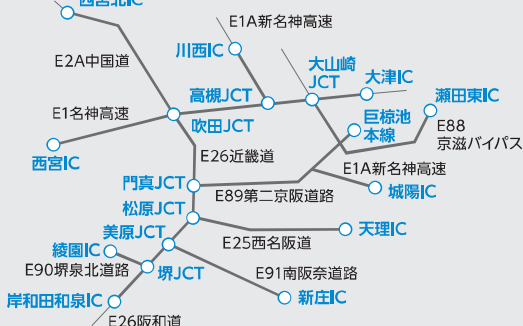 西宮北IC
E1A新名神高速
川西IC
E2A中国道
大山崎
JCT
大津IC
高槻JCT
瀬田東IC
E1名神高速
吹田JCT
巨椋池
本線
E88
京滋バイパス
西宮IC
E26近畿道
E1A新名神高速
門真JCT
E89第二京阪道路
城陽IC
松原JCT
美原JCT
天理IC
綾園IC
E25西名阪道
E90堺泉北道路
堺JCT
E91南阪奈道路
岸和田和泉IC
新庄IC
E26阪和道